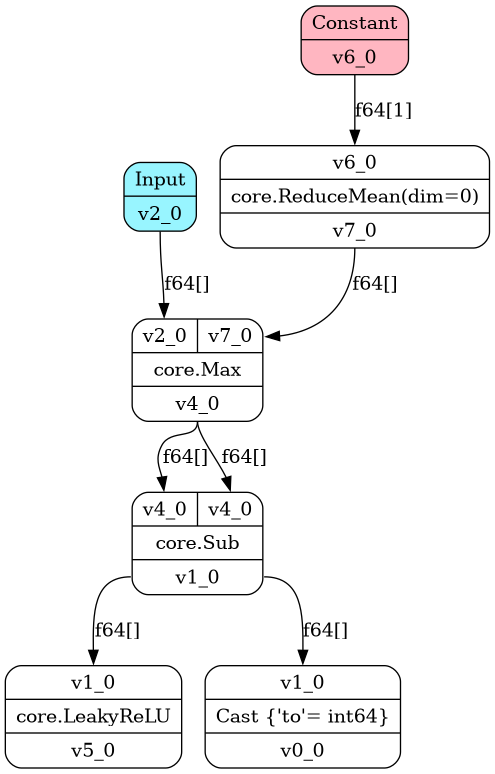 Constant
v6_0
f64[1]
v6_0
core.ReduceMean(dim=0)
v7_0
Input
v2_0
f64[]
f64[]
v2_0 v7_0
core.Max
v4_0
f64[] f64[]
v4_0 v4_0
core.Sub
v1_0
f64[] f64[]
v1_0
core.LeakyReLU
v5_0
v1_0
Cast {'to'= int64}
v0_0